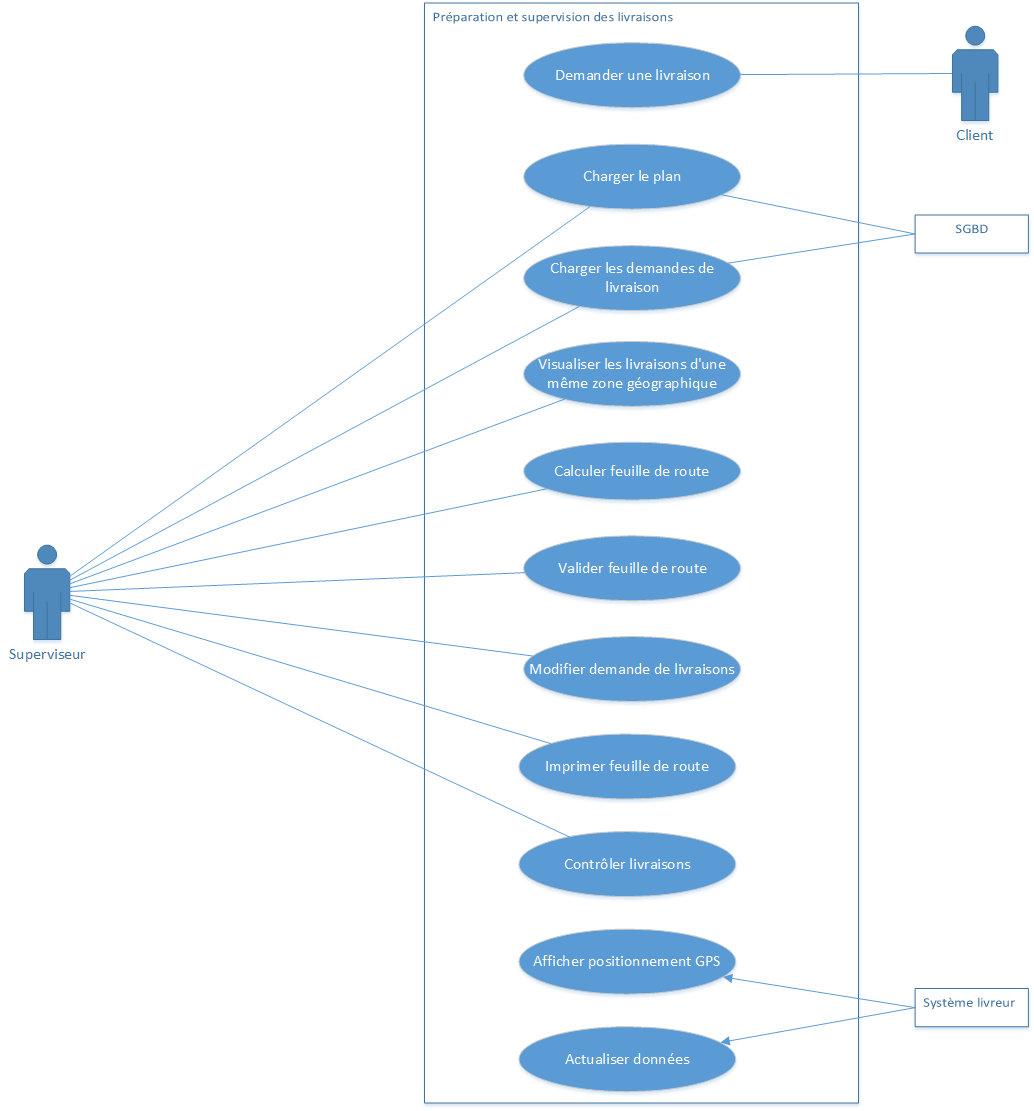 Préparation et supervision des livraisons
Demander une livraison
Client
Charger le plan
SGBD
Charger les demandes de
livraison
Visualiser les livraisons d'une
même zone géographique
Calculer feuille de route
Valider feuille de route
Superviseur
Modifier demande de livraisons
Imprimer feuille de route
Contrôler livraisons
Afficher positionnement GPS
Système livreur
Actualiser données